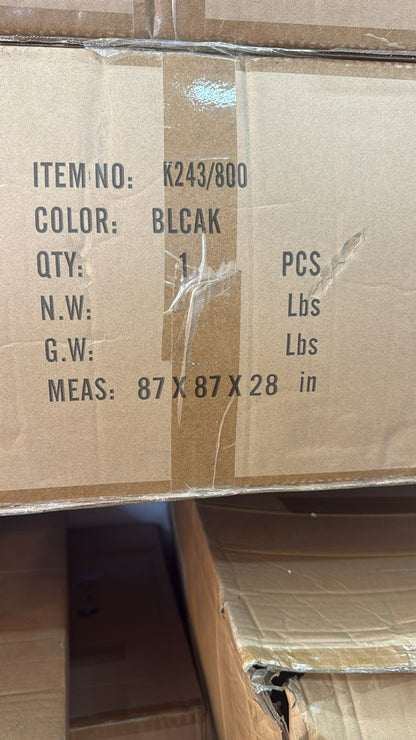 ITEM NO: K243/800
COLOR: BLCAK
QTY: 1 PCS
N.W: Lbs
G.W: Lbs
MEAS: 87 X 87 X 28 in